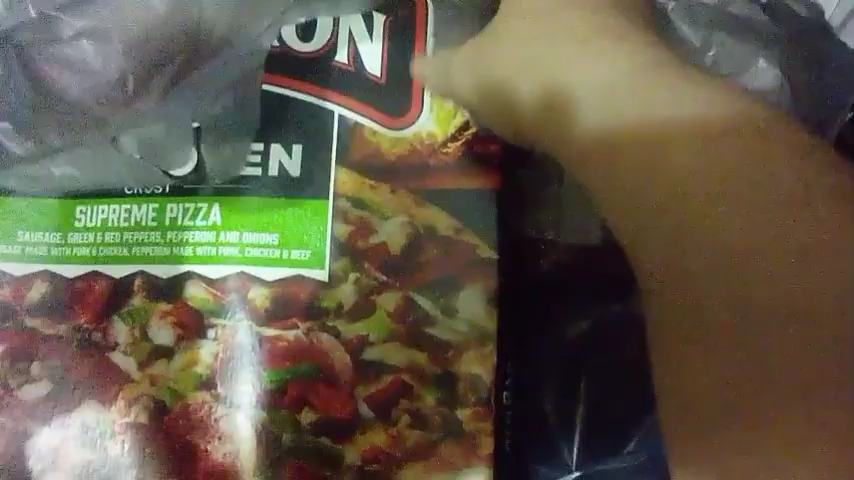 ON
EN
CRUST
SUPREME PIZZA
SAUSAGE, GREEN & RED PEPPERS, PEPPERONI AND ONIONS
MADE WITH PORK & CHICKEN, PEPPERONI MADE WITH PORK, CHICKEN & BEEF